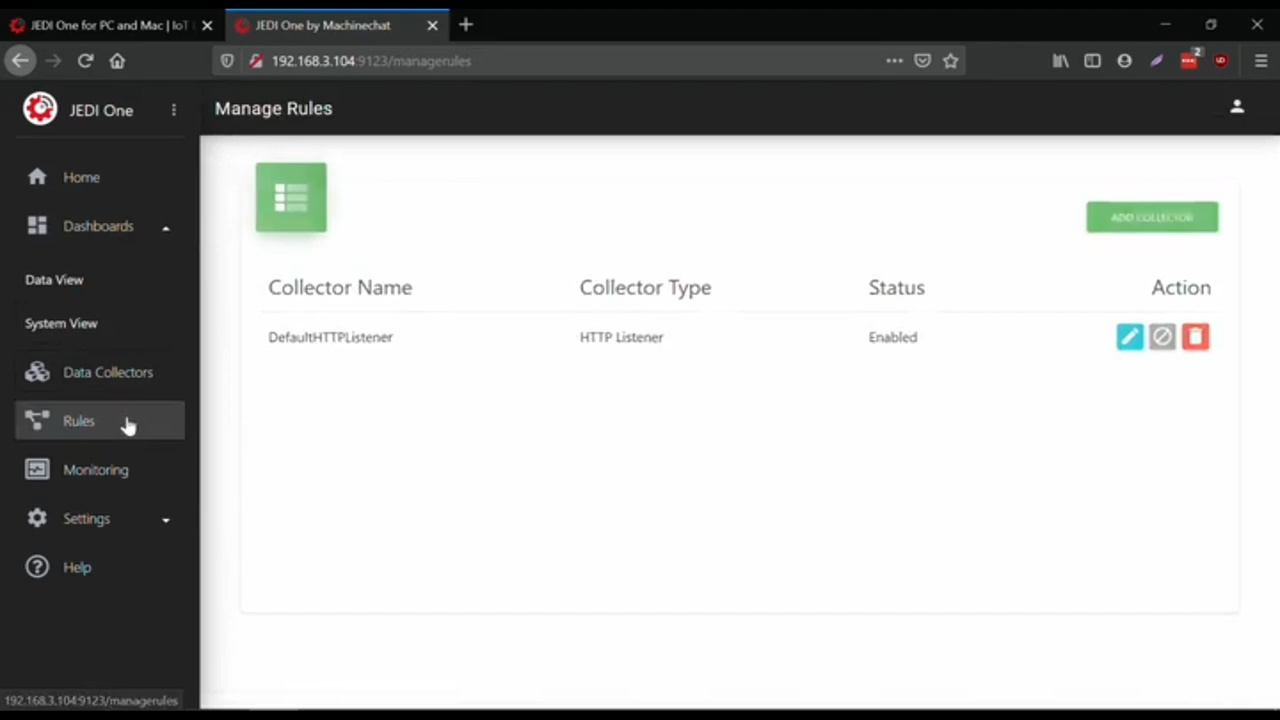 JEDI One for PC and Mac | IoT
JEDI One by Machinechat
192.168.3.104:9123/managerules
2
JEDI One
Manage Rules
Home
Dashboards
ADD COLLECTOR
Data View
Collector Name Collector Type Status Action
System View
DefaultHTTPListener HTTP Listener Enabled
Data Collectors
Rules
Monitoring
Settings
Help
192.168.3.104:9123/managerules